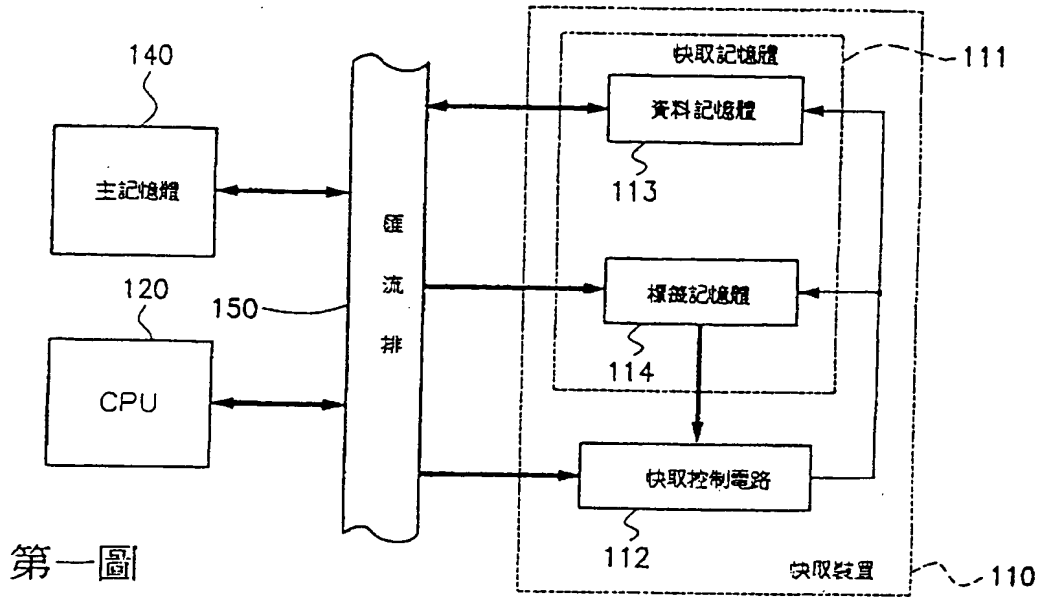 140
主記憶體
120
CPU
150
匯
流
排
快取記憶體
111
資料記憶體
113
標籤記憶體
114
快取控制電路
112
快取裝置
110
第一圖